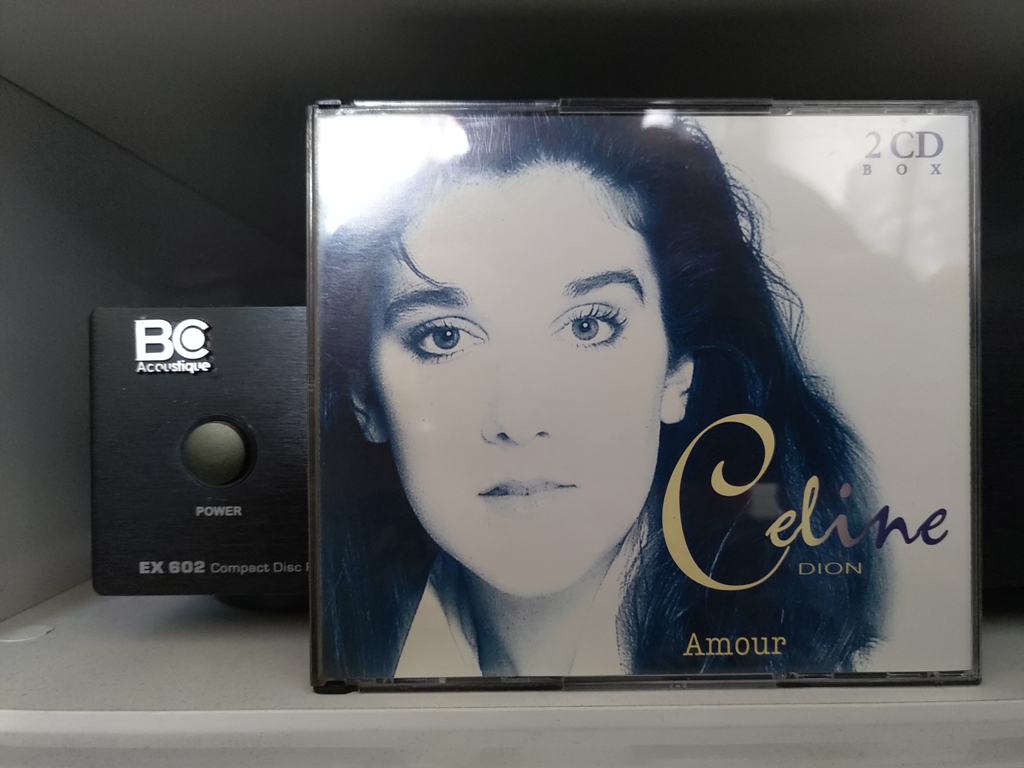 2 CD
BOX
BC
Acoustique
POWER
EX 602 Compact Disc
Celine
DION
Amour